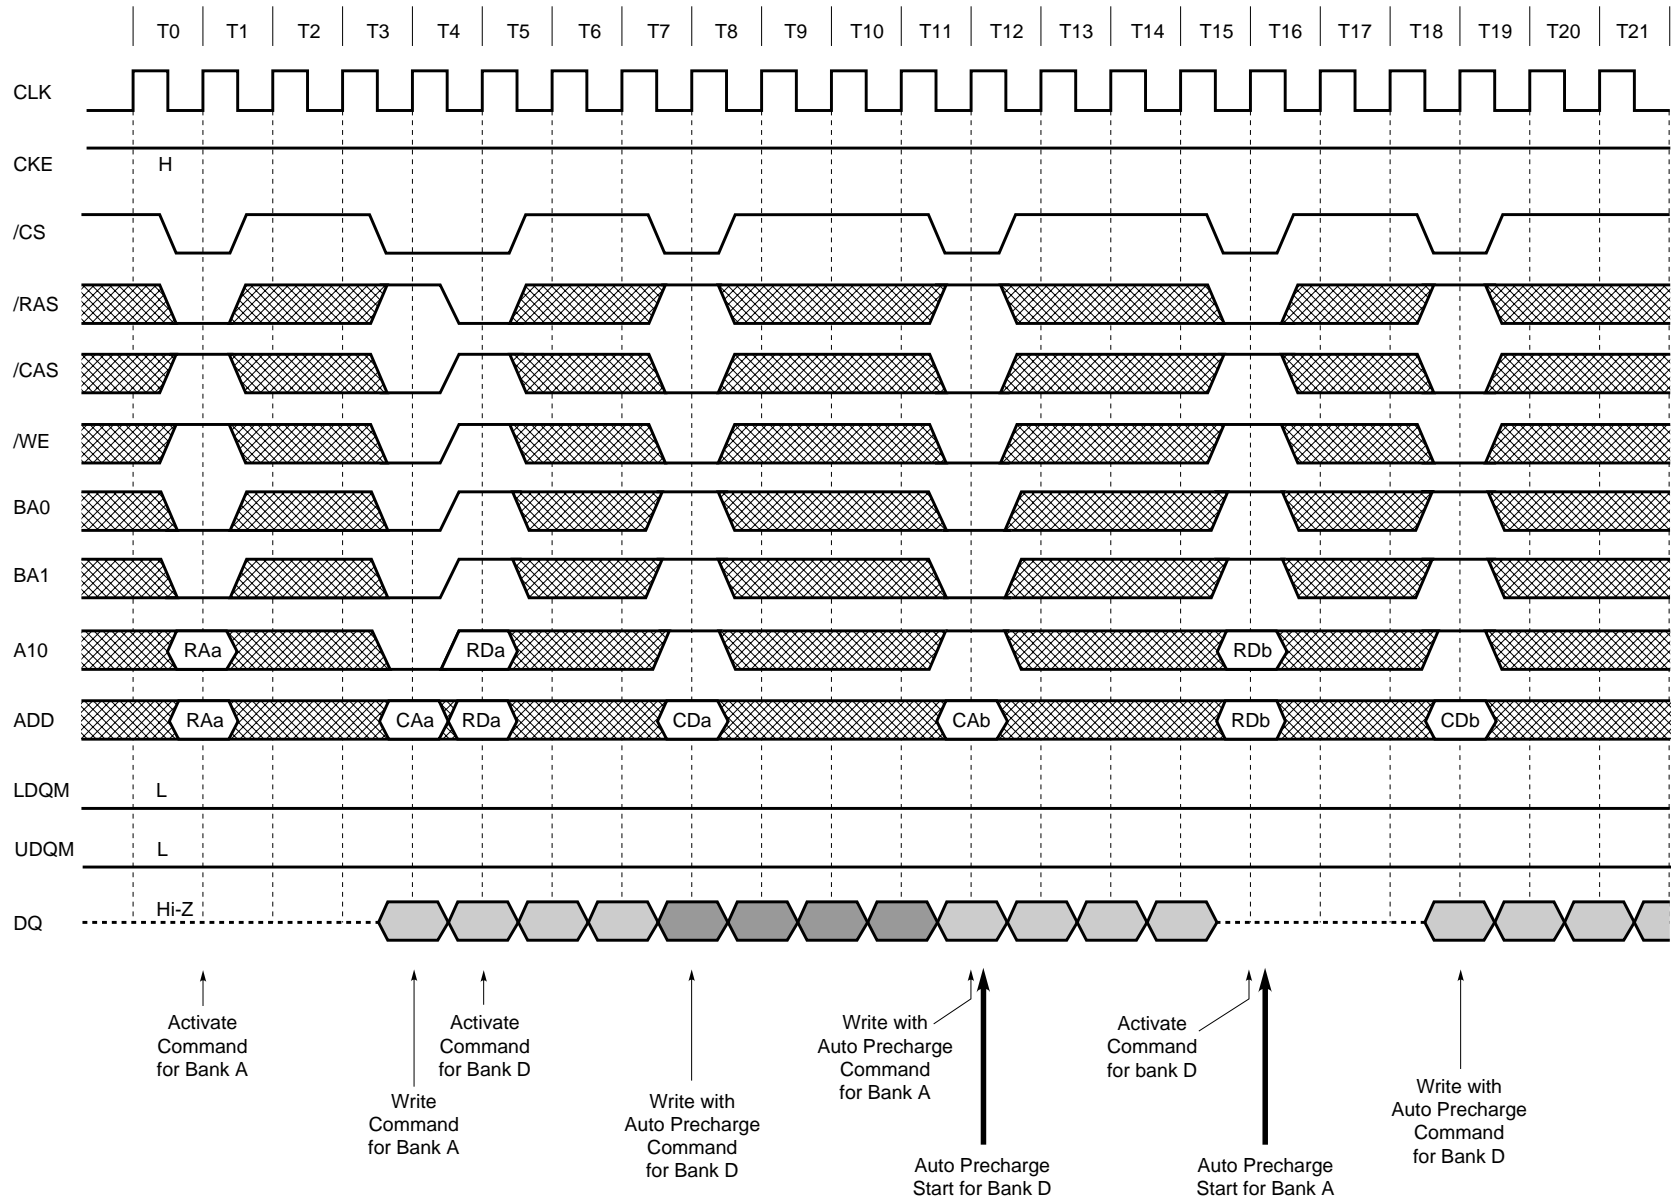 T0 T1 T2 T3 T4 T5 T6 T7 T8 T9 T10 T11 T12 T13 T14 T15 T16 T17 T18 T19 T20 T21
CLK
CKE H
/CS
/RAS
/CAS
/WE
BA0
BA1
A10 RAa RDa RDb
ADD RAa CAa RDa CDa CAb RDb CDb
LDQM L
UDQM L
DQ Hi-Z
Activate
Command
for Bank A
Write
Command
for Bank A
Activate
Command
for Bank D
Write with
Auto Precharge
Command
for Bank D
Write with
Auto Precharge
Command
for Bank A
Auto Precharge
Start for Bank D
Activate
Command
for bank D
Auto Precharge
Start for Bank A
Write with
Auto Precharge
Command
for Bank D